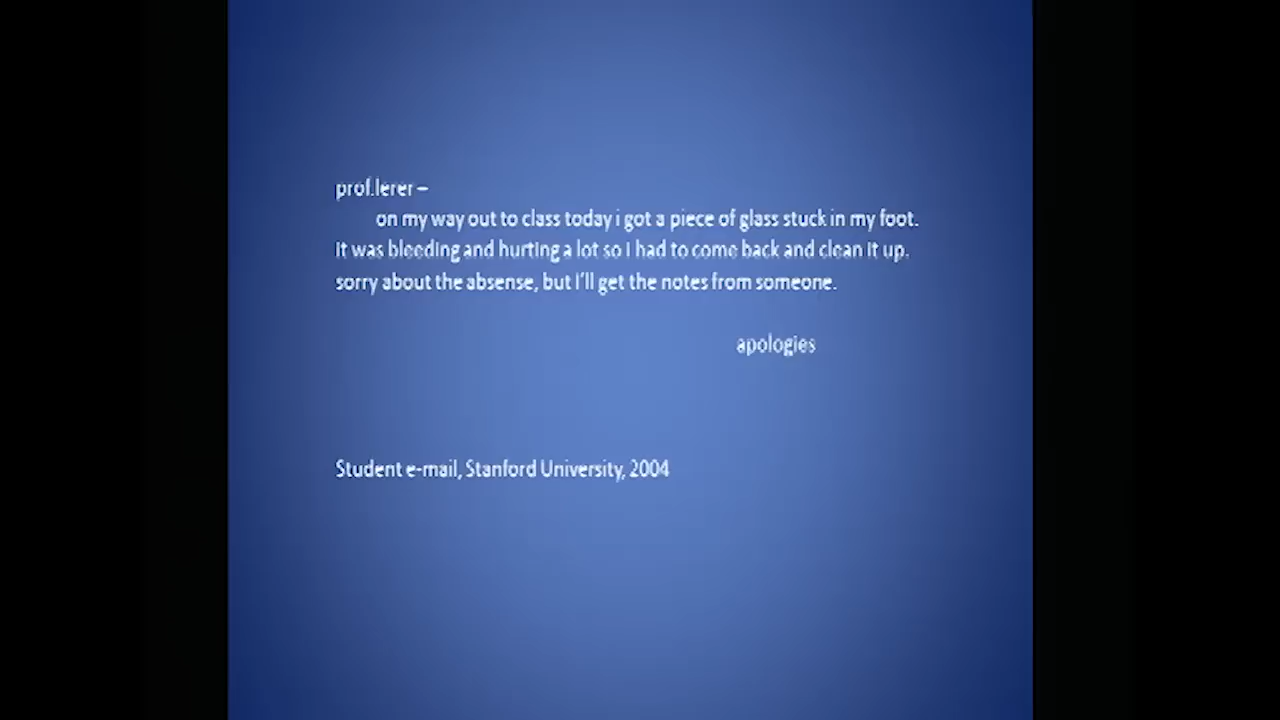 prof.lerer –
on my way out to class today i got a piece of glass stuck in my foot.
it was bleeding and hurting a lot so i had to come back and clean it up.
sorry about the absense, but I'll get the notes from someone.
apologies
Student e-mail, Stanford University, 2004